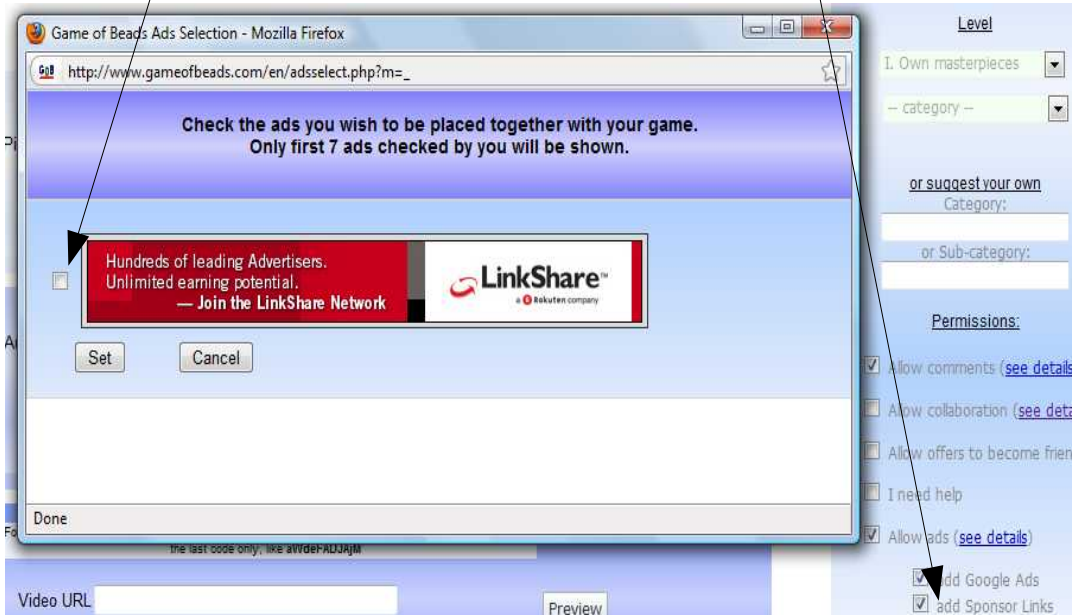 Game of Beads Ads Selection - Mozilla Firefox
GoB http://www.gameofbeads.com/en/adsselect.php?m=_
Check the ads you wish to be placed together with your game.
Only first 7 ads checked by you will be shown.
Hundreds of leading Advertisers.
Unlimited earning potential.
— Join the LinkShare Network
LinkShare™
a Rakuten company
Set Cancel
Done
the last code only, like aWdeFADJAjM
Video URL
Preview
Level
I. Own masterpieces
-- category --
or suggest your own
Category:
or Sub-category:
Permissions:
Allow comments (see details
Allow collaboration (see deta
Allow offers to become frien
I need help
Allow ads (see details)
add Google Ads
add Sponsor Links